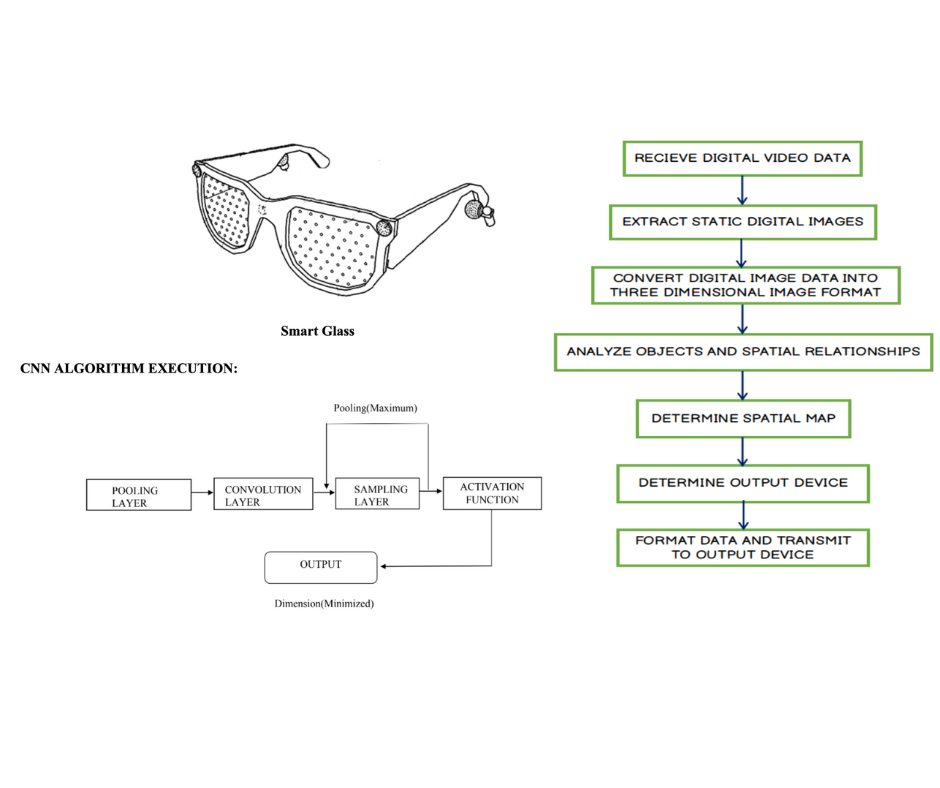 Smart Glass
CNN ALGORITHM EXECUTION:
Pooling(Maximum)
POOLING
LAYER
CONVOLUTION
LAYER
SAMPLING
LAYER
ACTIVATION
FUNCTION
OUTPUT
Dimension(Minimized)
RECIEVE DIGITAL VIDEO DATA
EXTRACT STATIC DIGITAL IMAGES
CONVERT DIGITAL IMAGE DATA INTO
THREE DIMENSIONAL IMAGE FORMAT
ANALYZE OBJECTS AND SPATIAL RELATIONSHIPS
DETERMINE SPATIAL MAP
DETERMINE OUTPUT DEVICE
FORMAT DATA AND TRANSMIT
TO OUTPUT DEVICE